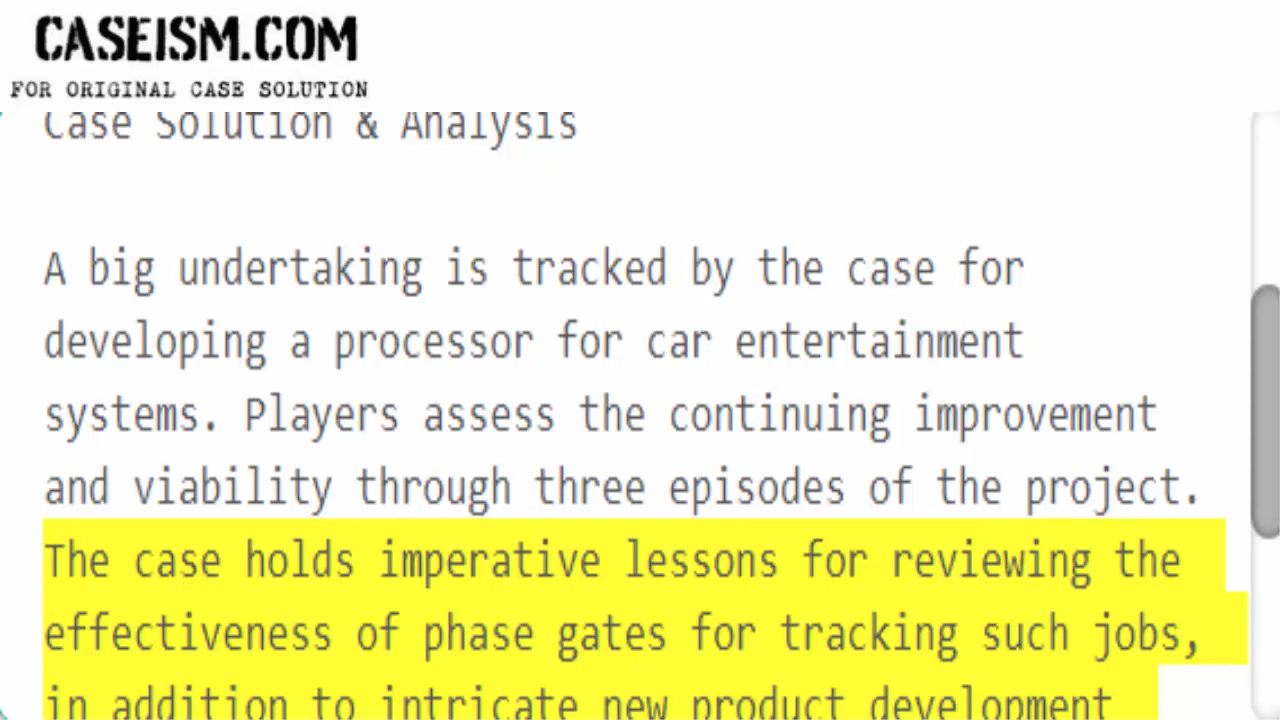 CASEISM.COM
FOR ORIGINAL CASE SOLUTION
Case Solution & Analysis
A big undertaking is tracked by the case for
developing a processor for car entertainment
systems. Players assess the continuing improvement
and viability through three episodes of the project.
The case holds imperative lessons for reviewing the
effectiveness of phase gates for tracking such jobs,
in addition to intricate new product development